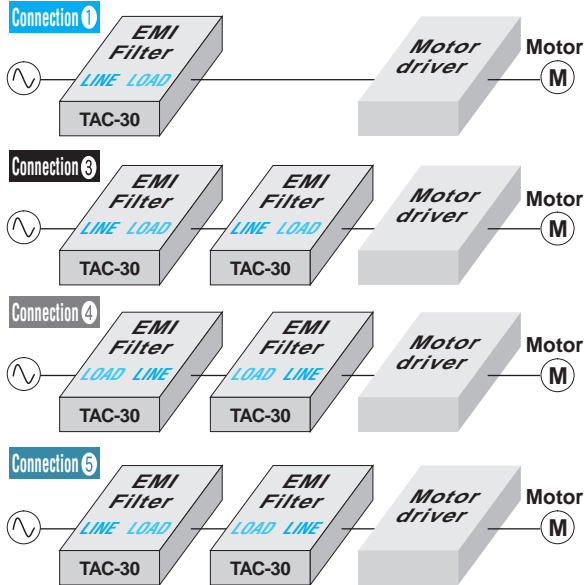 Connection ①
EMI
Filter
LINE LOAD
TAC-30
Motor
driver
Motor
M
Connection ③
EMI
Filter
LINE LOAD
TAC-30
EMI
Filter
LINE LOAD
TAC-30
Motor
driver
Motor
M
Connection ④
EMI
Filter
LOAD LINE
TAC-30
EMI
Filter
LOAD LINE
TAC-30
Motor
driver
Motor
M
Connection ⑤
EMI
Filter
LINE LOAD
TAC-30
EMI
Filter
LOAD LINE
TAC-30
Motor
driver
Motor
M